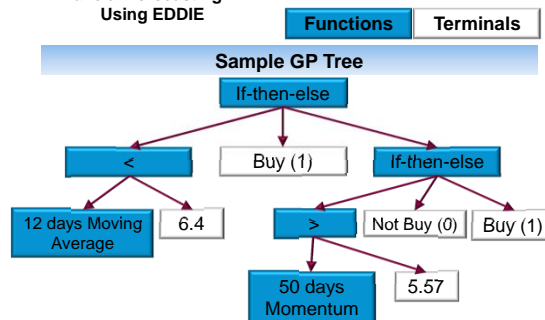 Using EDDIE
Functions
Terminals
Sample GP Tree
If-then-else
<
Buy (1)
If-then-else
12 days Moving
Average
6.4
>
Not Buy (0)
Buy (1)
50 days
Momentum
5.57